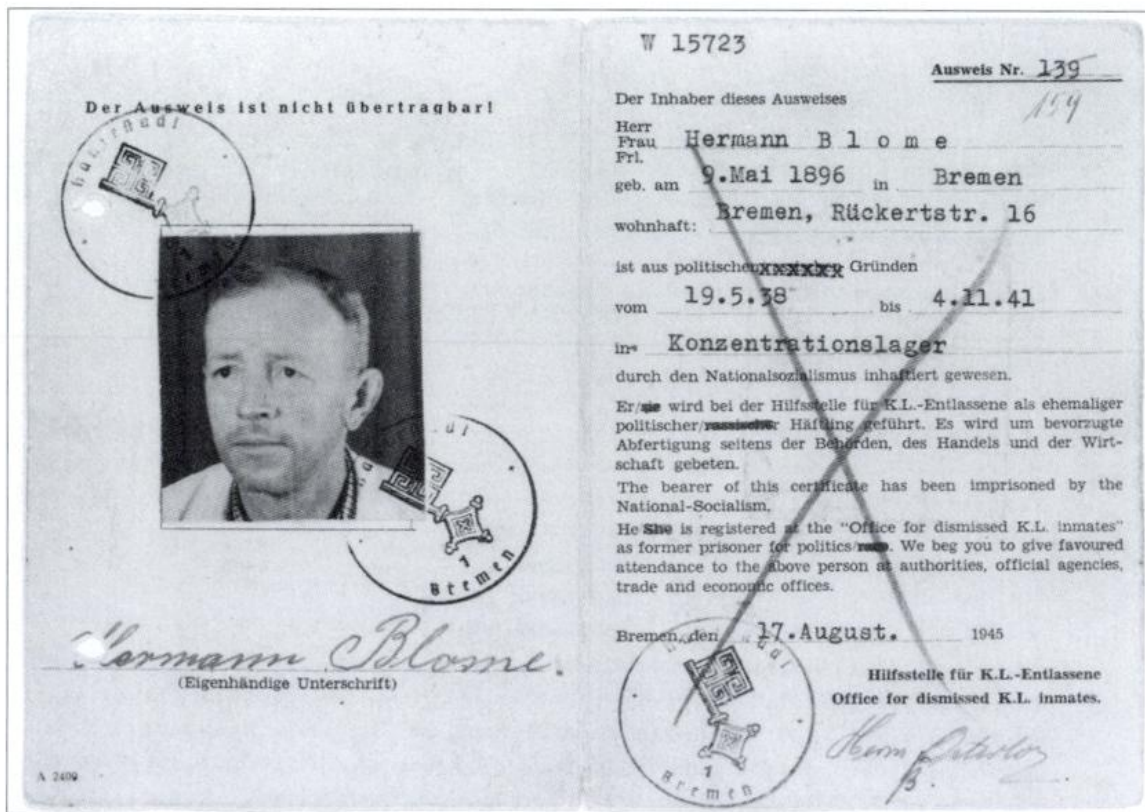 Der Ausweis ist nicht übertragbar!
Bremen
Bremen
Hermann Blome.
(Eigenhändige Unterschrift)
A 2400
W 15723
Ausweis Nr. 139
159
Der Inhaber dieses Ausweises
Herr
Frau Hermann Blome
Frl.
geb. am 9.Mai 1896 in Bremen
wohnhaft: Bremen, Rückertstr. 16
ist aus politischen Gründen
vom 19.5.38 bis 4.11.41
in Konzentrationslager
durch den Nationalsozialismus inhaftiert gewesen.
Er/sie wird bei der Hilfsstelle für K.L.-Entlassene als ehemaliger
politischer/rassischer Häftling geführt. Es wird um bevorzugte
Abfertigung seitens der Behörden, des Handels und der Wirt-
schaft gebeten.
The bearer of this certificate has been imprisoned by the
National-Socialism.
He She is registered at the "Office for dismissed K.L. inmates"
as former prisoner for politics/race. We beg you to give favoured
attendance to the above person at authorities, official agencies,
trade and economic offices.
Bremen, den 17.August. 1945
Hilfsstelle für K.L.-Entlassene
Office for dismissed K.L. inmates.
Bremen